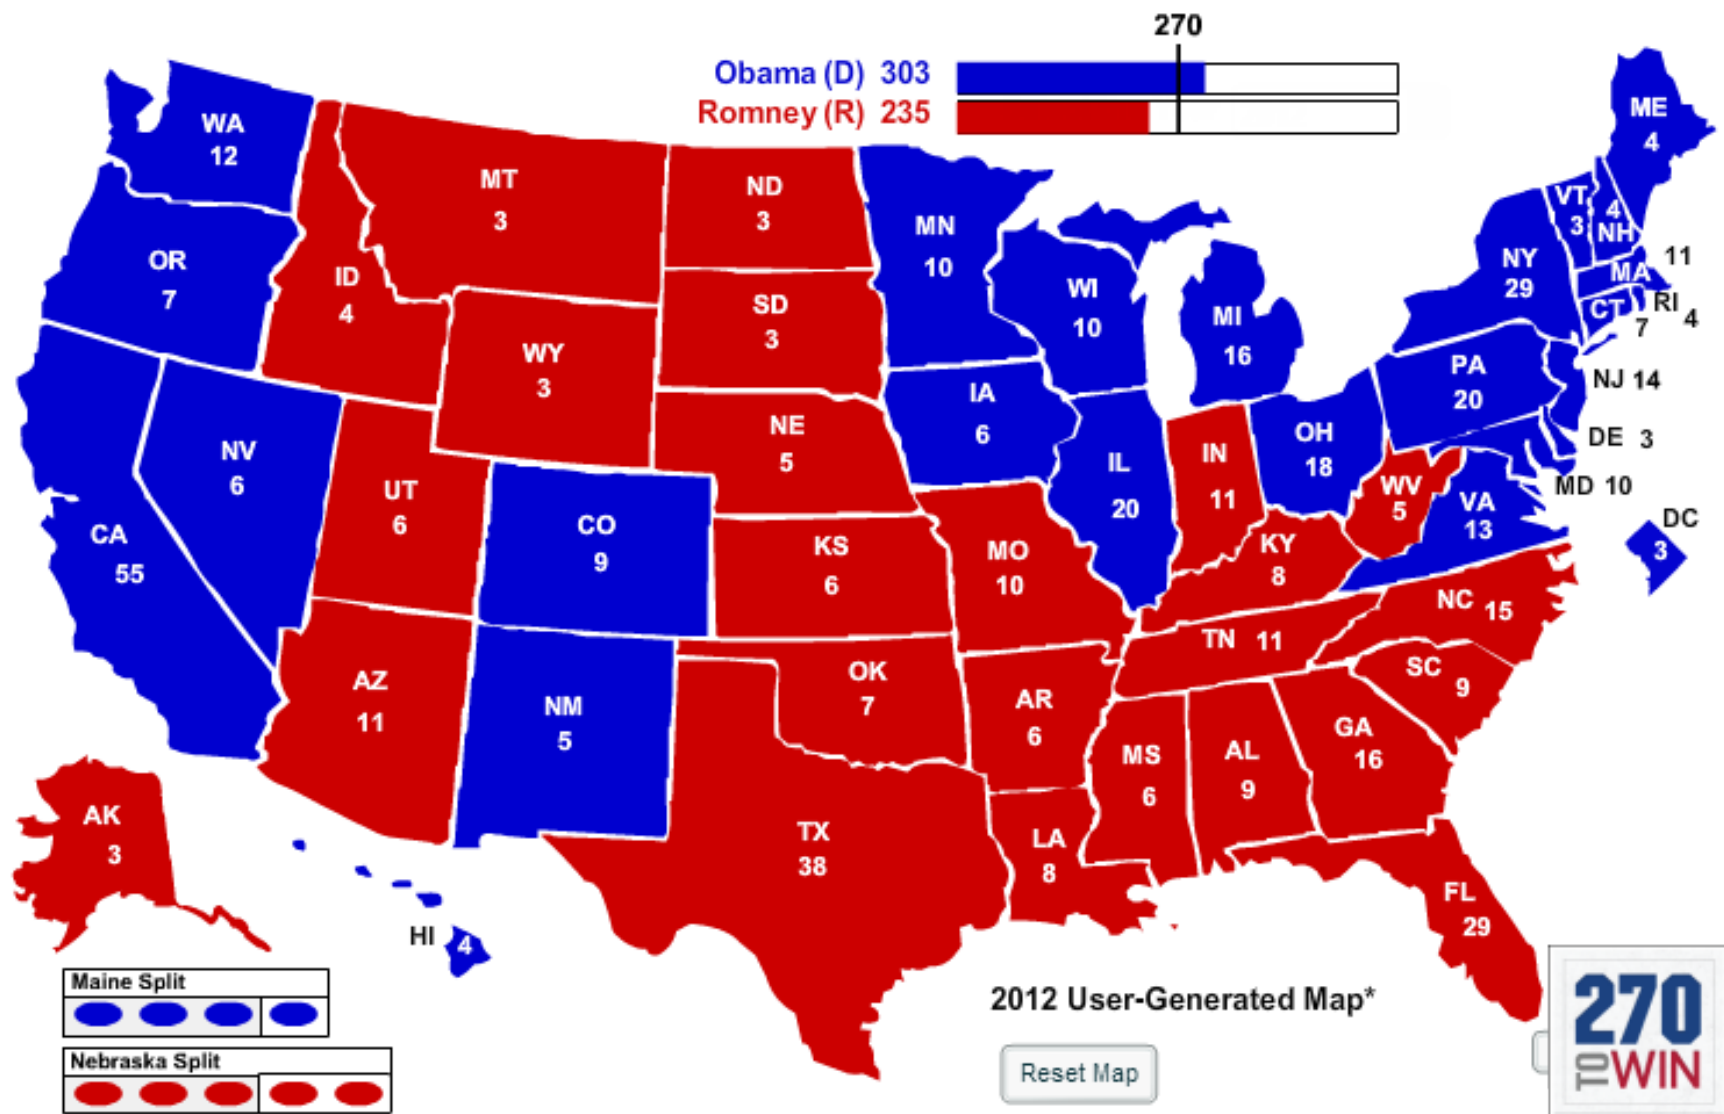 270
Obama (D) 303
Romney (R) 235
WA
12
OR
7
CA
55
NV
6
ID
4
MT
3
WY
3
UT
6
AZ
11
CO
9
NM
5
ND
3
SD
3
NE
5
KS
6
OK
7
TX
38
MN
10
IA
6
MO
10
AR
6
LA
8
WI
10
IL
20
MI
16
IN
11
OH
18
KY
8
TN 11
MS
6
AL
9
GA
16
FL
29
SC
9
NC 15
VA
13
WV
5
PA
20
NY
29
VT
3
4
NH
ME
4
11
MA
RI 4
CT
7
NJ 14
DE 3
MD 10
DC
3
AK
3
HI 4
Maine Split
Nebraska Split
2012 User-Generated Map*
Reset Map
270
TO WIN